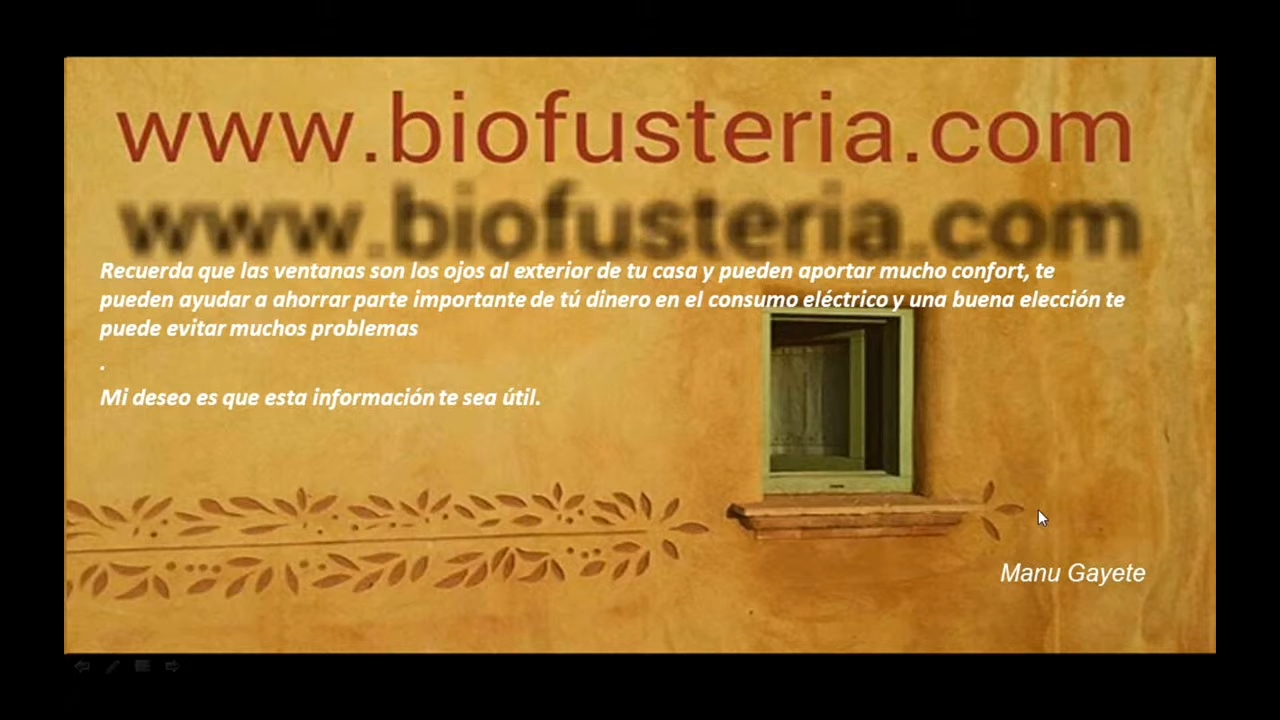 www.biofusteria.com
www.biofusteria.com
Recuerda que las ventanas son los ojos al exterior de tu casa y pueden aportar mucho confort, te
pueden ayudar a ahorrar parte importante de tú dinero en el consumo eléctrico y una buena elección te
puede evitar muchos problemas
.
Mi deseo es que esta información te sea útil.
Manu Gayete